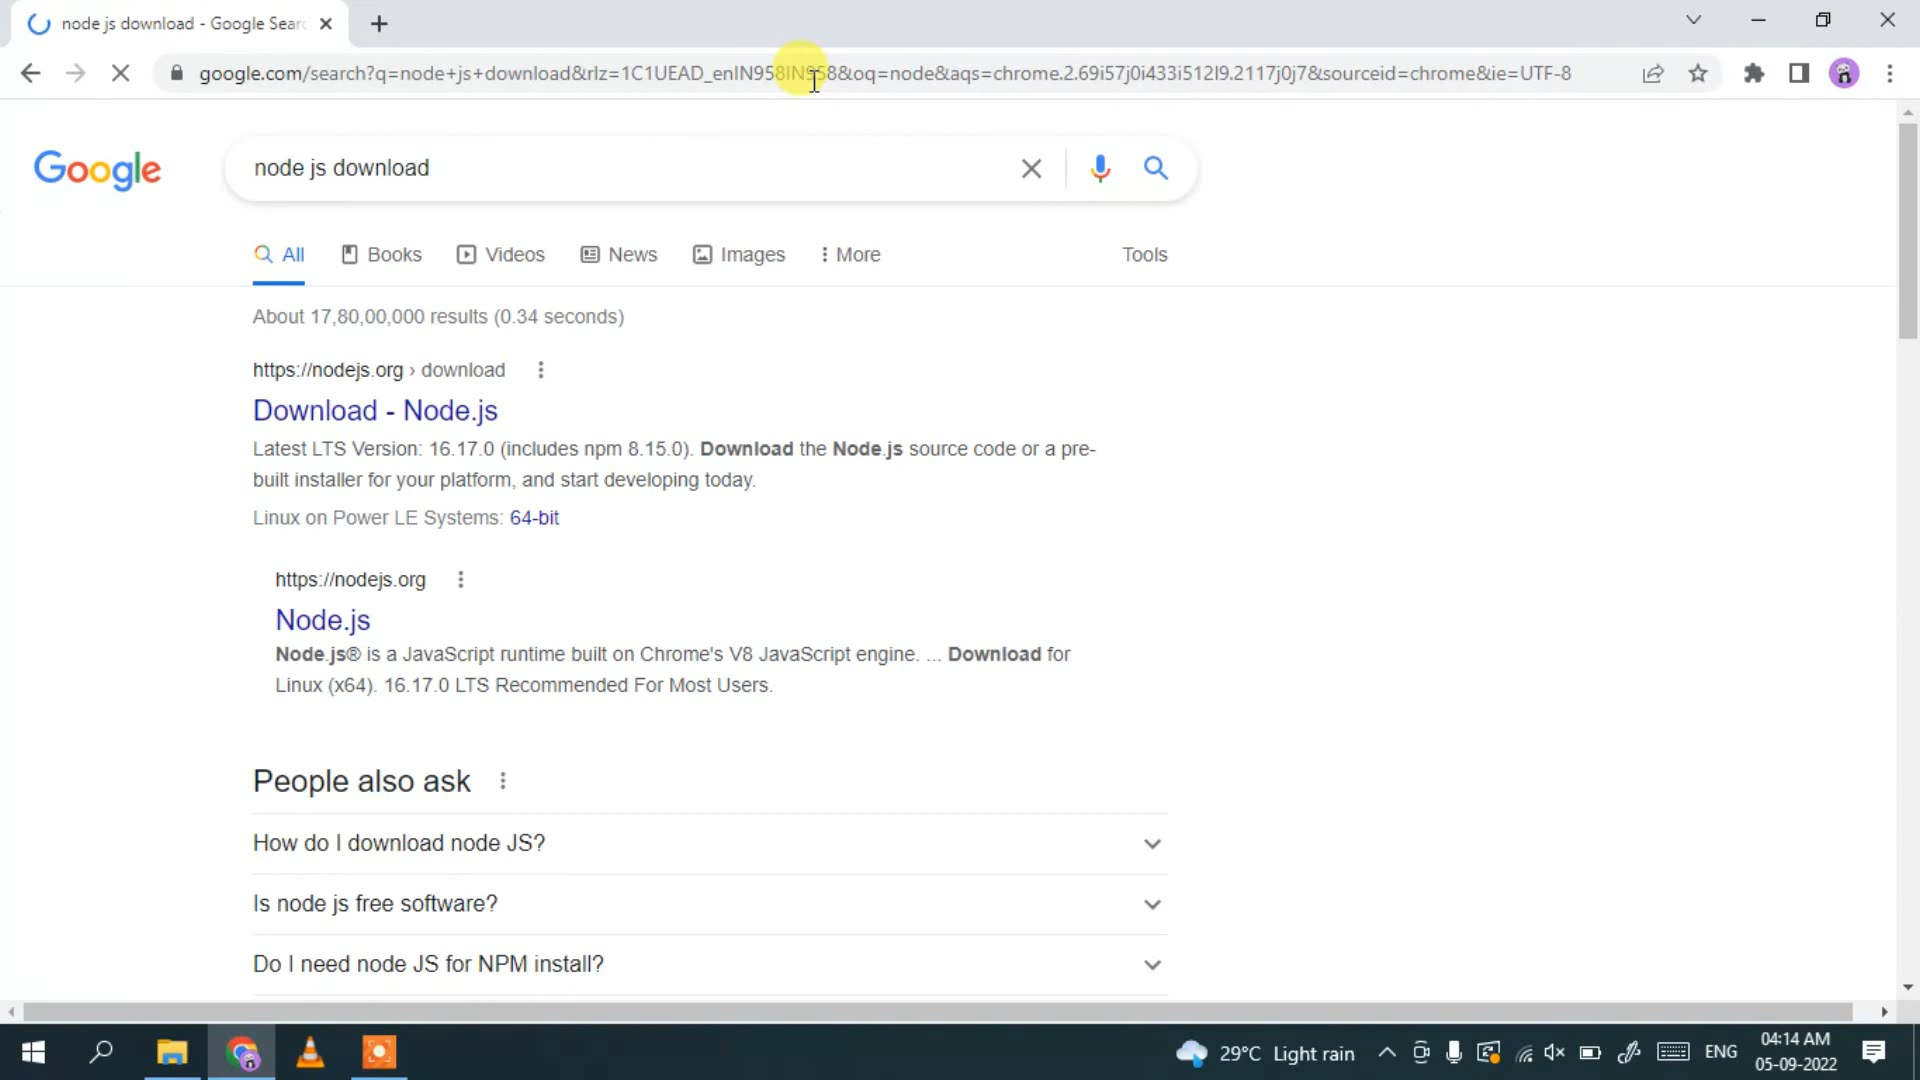 node js download - Google Sear
google.com/search?q=node+js+download&rlz=1C1UEAD_enIN958IN958&oq=node&aqs=chrome.2.69i57j0i433i512l9.2117j0j7&sourceid=chrome&ie=UTF-8
Google
node js download
All
Books
Videos
News
Images
More
Tools
About 17,80,00,000 results (0.34 seconds)
https://nodejs.org › download
Download - Node.js
Latest LTS Version: 16.17.0 (includes npm 8.15.0). Download the Node.js source code or a pre-
built installer for your platform, and start developing today.
Linux on Power LE Systems: 64-bit
https://nodejs.org
Node.js
Node.js® is a JavaScript runtime built on Chrome's V8 JavaScript engine. ... Download for
Linux (x64). 16.17.0 LTS Recommended For Most Users.
People also ask
How do I download node JS?
Is node js free software?
Do I need node JS for NPM install?
29°C Light rain
ENG
04:14 AM
05-09-2022